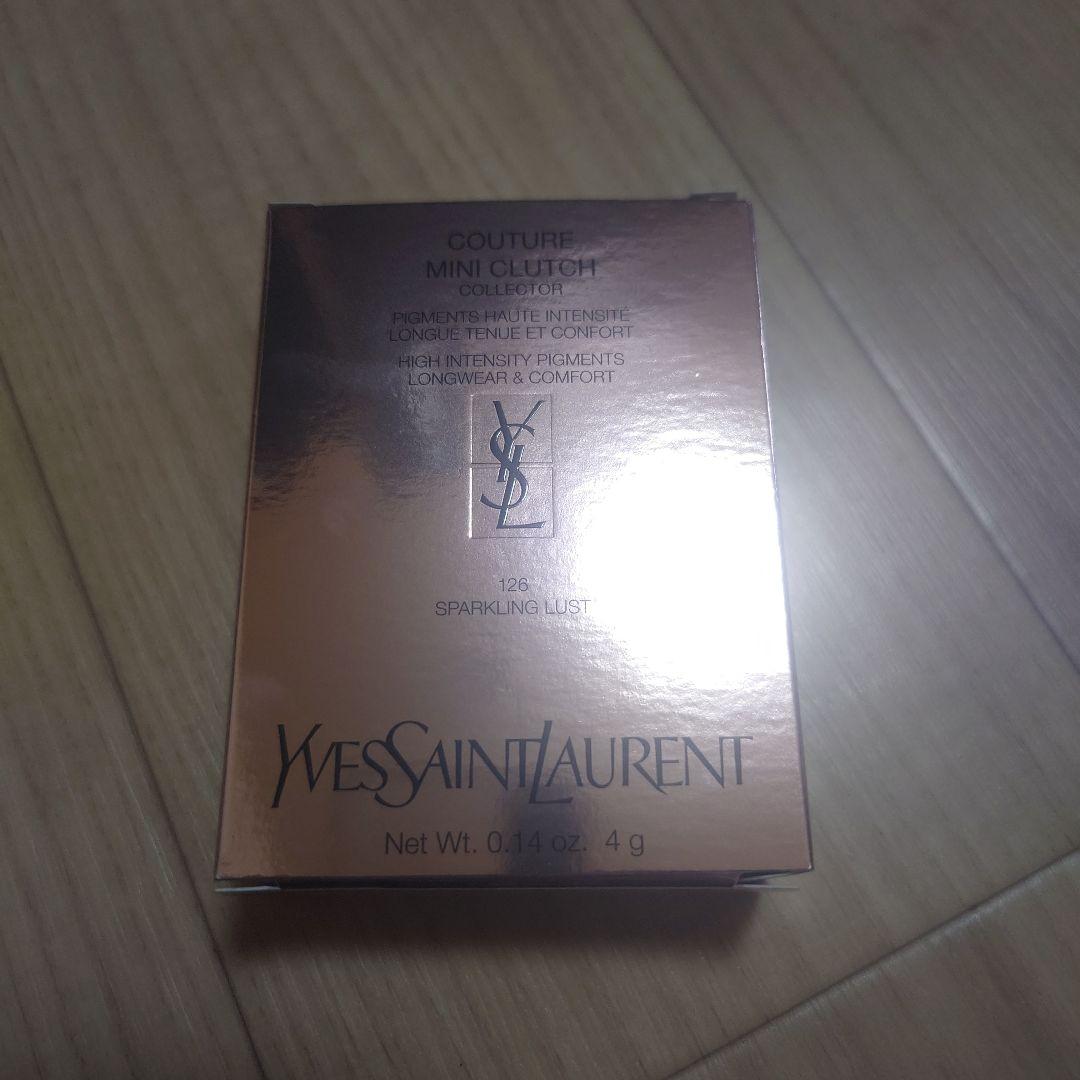 COUTURE
MINI CLUTCH
COLLECTOR
PIGMENTS HAUTE INTENSITÉ
LONGUE TENUE ET CONFORT
HIGH INTENSITY PIGMENTS
LONGWEAR & COMFORT
YSL
126
SPARKLING LUST
YVESSAINTLAURENT
Net Wt. 0.14 oz. 4 g